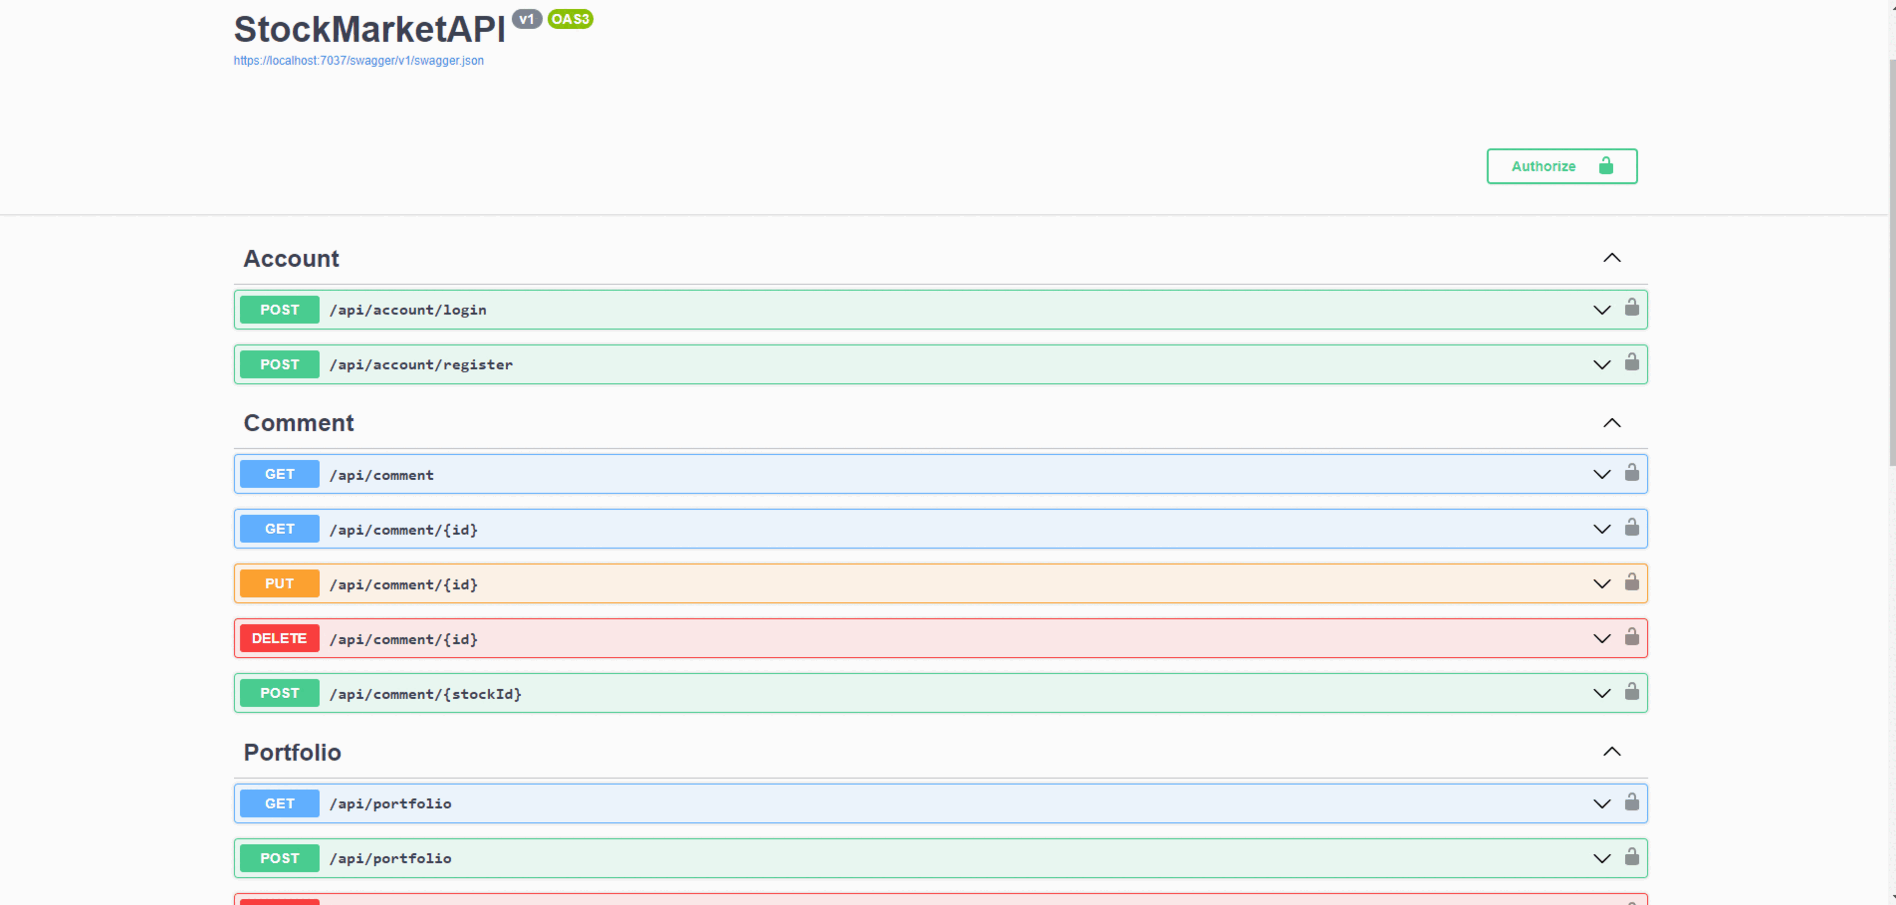 StockMarketAPI v1 OAS3
https://localhost:7037/swagger/v1/swagger.json
Authorize
Account
POST /api/account/login
POST /api/account/register
Comment
GET /api/comment
GET /api/comment/{id}
PUT /api/comment/{id}
DELETE /api/comment/{id}
POST /api/comment/{stockId}
Portfolio
GET /api/portfolio
POST /api/portfolio